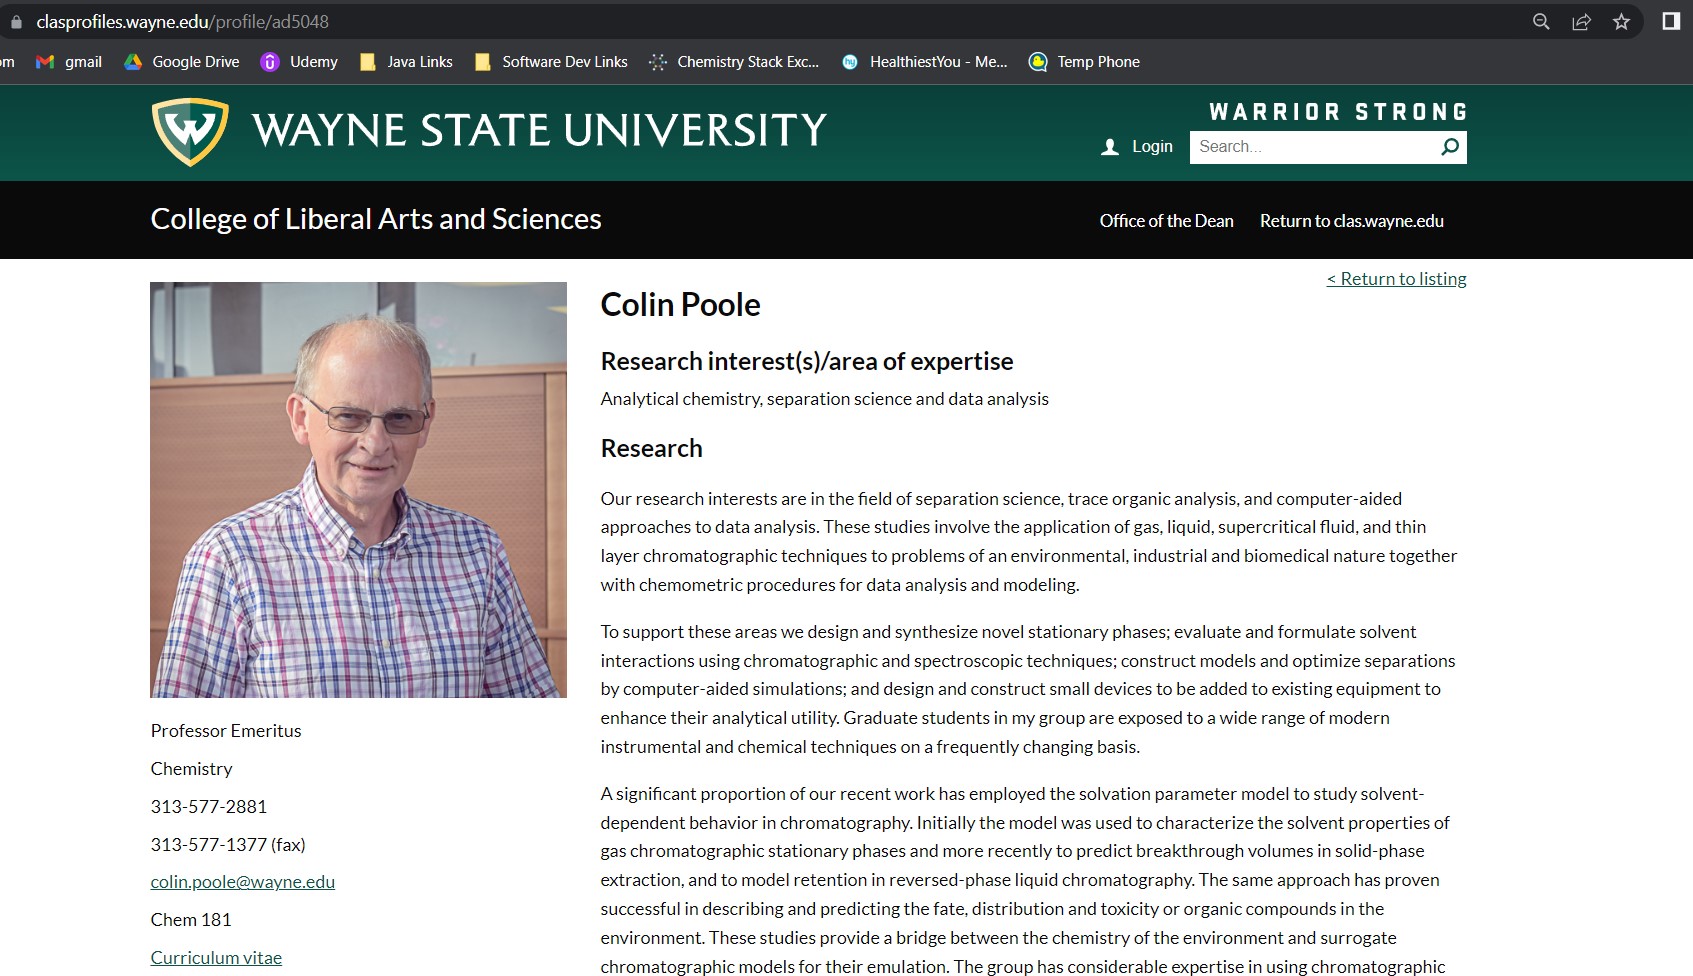 clasprofiles.wayne.edu/profile/ad5048
om gmail Google Drive Udemy Java Links Software Dev Links Chemistry Stack Exc... HealthiestYou - Me... Temp Phone
W WAYNE STATE UNIVERSITY
WARRIOR STRONG
Login Search...
College of Liberal Arts and Sciences
Office of the Dean Return to clas.wayne.edu
< Return to listing
Professor Emeritus
Chemistry
313-577-2881
313-577-1377 (fax)
colin.poole@wayne.edu
Chem 181
Curriculum vitae
Colin Poole
Research interest(s)/area of expertise
Analytical chemistry, separation science and data analysis
Research
Our research interests are in the field of separation science, trace organic analysis, and computer-aided
approaches to data analysis. These studies involve the application of gas, liquid, supercritical fluid, and thin
layer chromatographic techniques to problems of an environmental, industrial and biomedical nature together
with chemometric procedures for data analysis and modeling.
To support these areas we design and synthesize novel stationary phases; evaluate and formulate solvent
interactions using chromatographic and spectroscopic techniques; construct models and optimize separations
by computer-aided simulations; and design and construct small devices to be added to existing equipment to
enhance their analytical utility. Graduate students in my group are exposed to a wide range of modern
instrumental and chemical techniques on a frequently changing basis.
A significant proportion of our recent work has employed the solvation parameter model to study solvent-
dependent behavior in chromatography. Initially the model was used to characterize the solvent properties of
gas chromatographic stationary phases and more recently to predict breakthrough volumes in solid-phase
extraction, and to model retention in reversed-phase liquid chromatography. The same approach has proven
successful in describing and predicting the fate, distribution and toxicity or organic compounds in the
environment. These studies provide a bridge between the chemistry of the environment and surrogate
chromatographic models for their emulation. The group has considerable expertise in using chromatographic